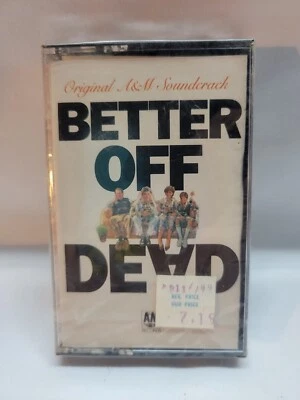 Original A&M Soundtrack
BETTER
OFF
DEAD
REG. PRICE
OUR PRICE
7.19